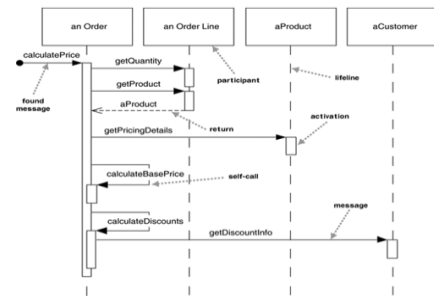 an Order
an Order Line
aProduct
aCustomer
calculatePrice
getQuantity
found
message
getProduct
participant
lifeline
aProduct
return
activation
getPricingDetails
calculateBasePrice
self-call
calculateDiscounts
message
getDiscountInfo